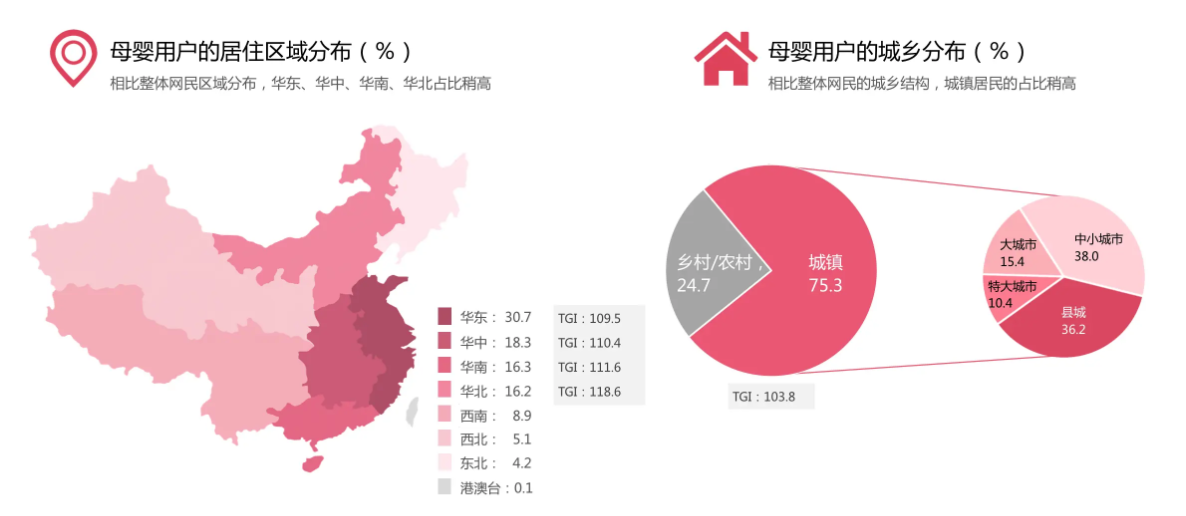 母婴用户的居住区域分布（%）
相比整体网民区域分布，华东、华中、华南、华北占比稍高
华东： 30.7 TGI：109.5
华中： 18.3 TGI：110.4
华南： 16.3 TGI：111.6
华北： 16.2 TGI：118.6
西南： 8.9
西北： 5.1
东北： 4.2
港澳台：0.1
母婴用户的城乡分布（%）
相比整体网民的城乡结构，城镇居民的占比稍高
乡村/农村，
24.7
城镇
75.3
TGI：103.8
中小城市
38.0
大城市
15.4
特大城市
10.4
县城
36.2